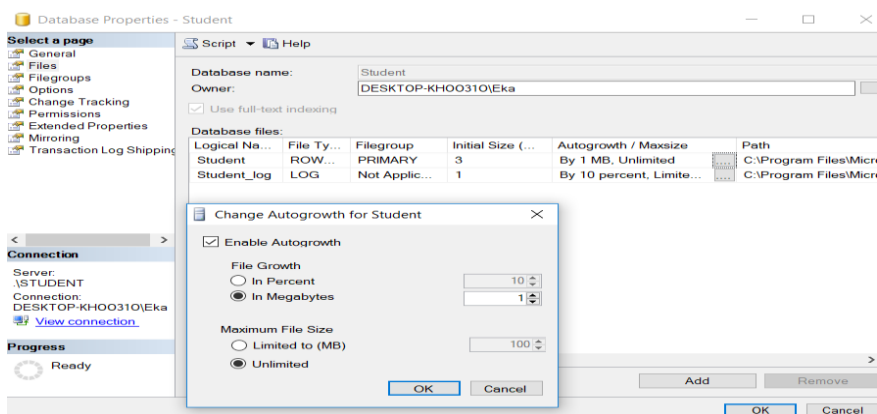 Database Properties - Student
Select a page
General
Files
Filegroups
Options
Change Tracking
Permissions
Extended Properties
Mirroring
Transaction Log Shipping
Script Help
Database name: Student
Owner: DESKTOP-KHOO31O\Eka
Use full-text indexing
Database files:
Logical Na... File Ty... Filegroup Initial Size (... Autogrowth / Maxsize Path
Student ROW... PRIMARY 3 By 1 MB, Unlimited ... C:\Program Files\Micr
Student_log LOG Not Applic... 1 By 10 percent, Limite... ... C:\Program Files\Micr
Change Autogrowth for Student
Enable Autogrowth
File Growth
In Percent 10
In Megabytes 1
Maximum File Size
Limited to (MB) 100
Unlimited
OK Cancel
Connection
Server:
.\STUDENT
Connection:
DESKTOP-KHOO31O\Eka
View connection
Progress
Ready
Add Remove
OK Cancel